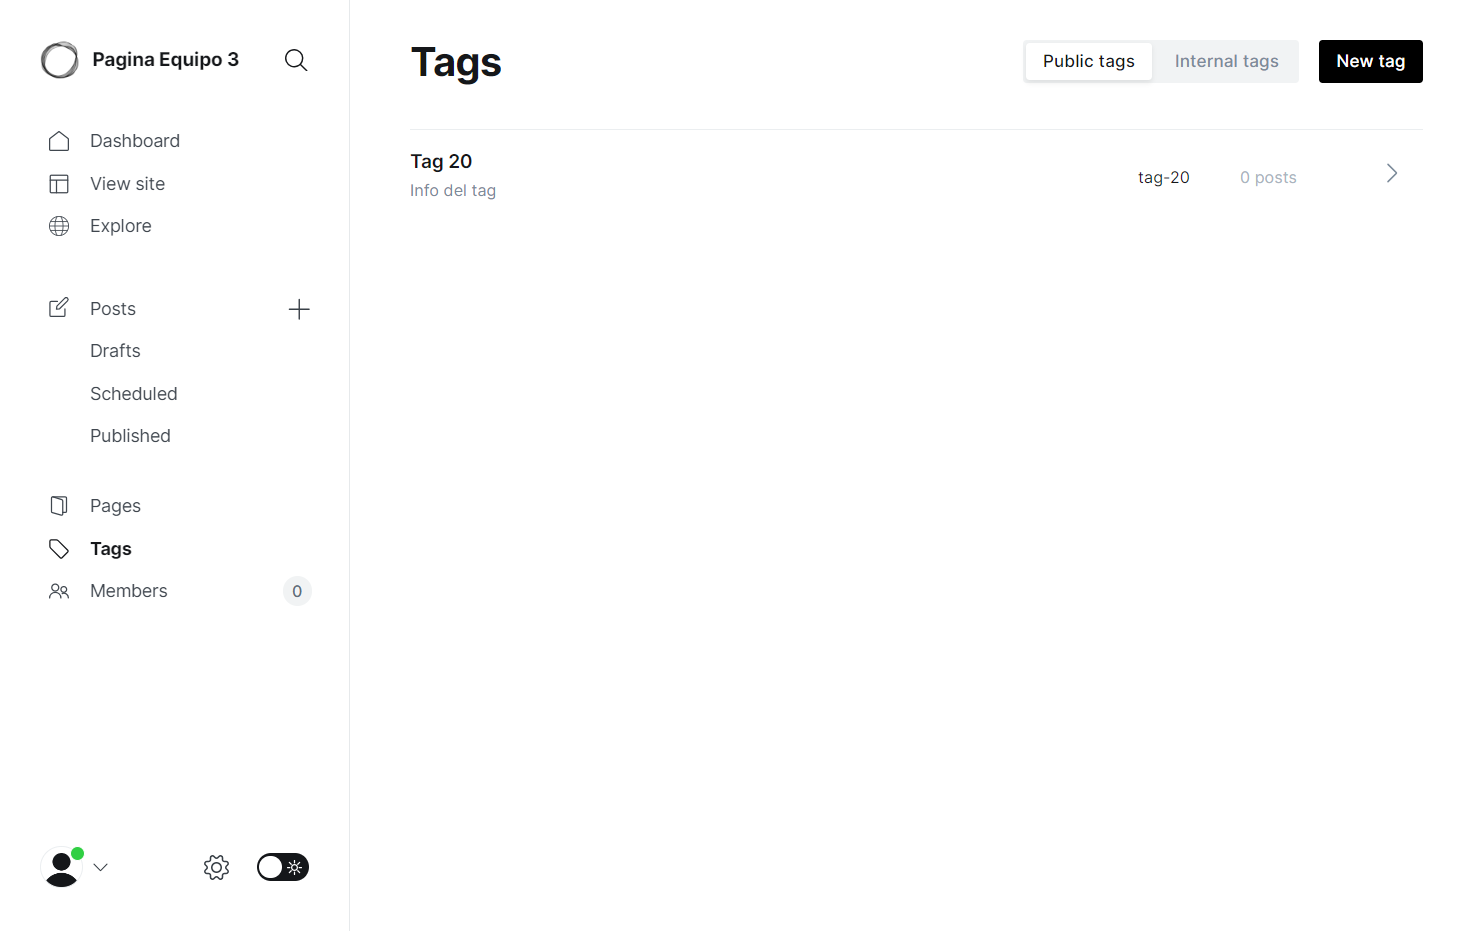 Pagina Equipo 3
Dashboard
View site
Explore
Posts
Drafts
Scheduled
Published
Pages
Tags
Members 0
Tags
Public tags Internal tags New tag
Tag 20
Info del tag
tag-20 0 posts